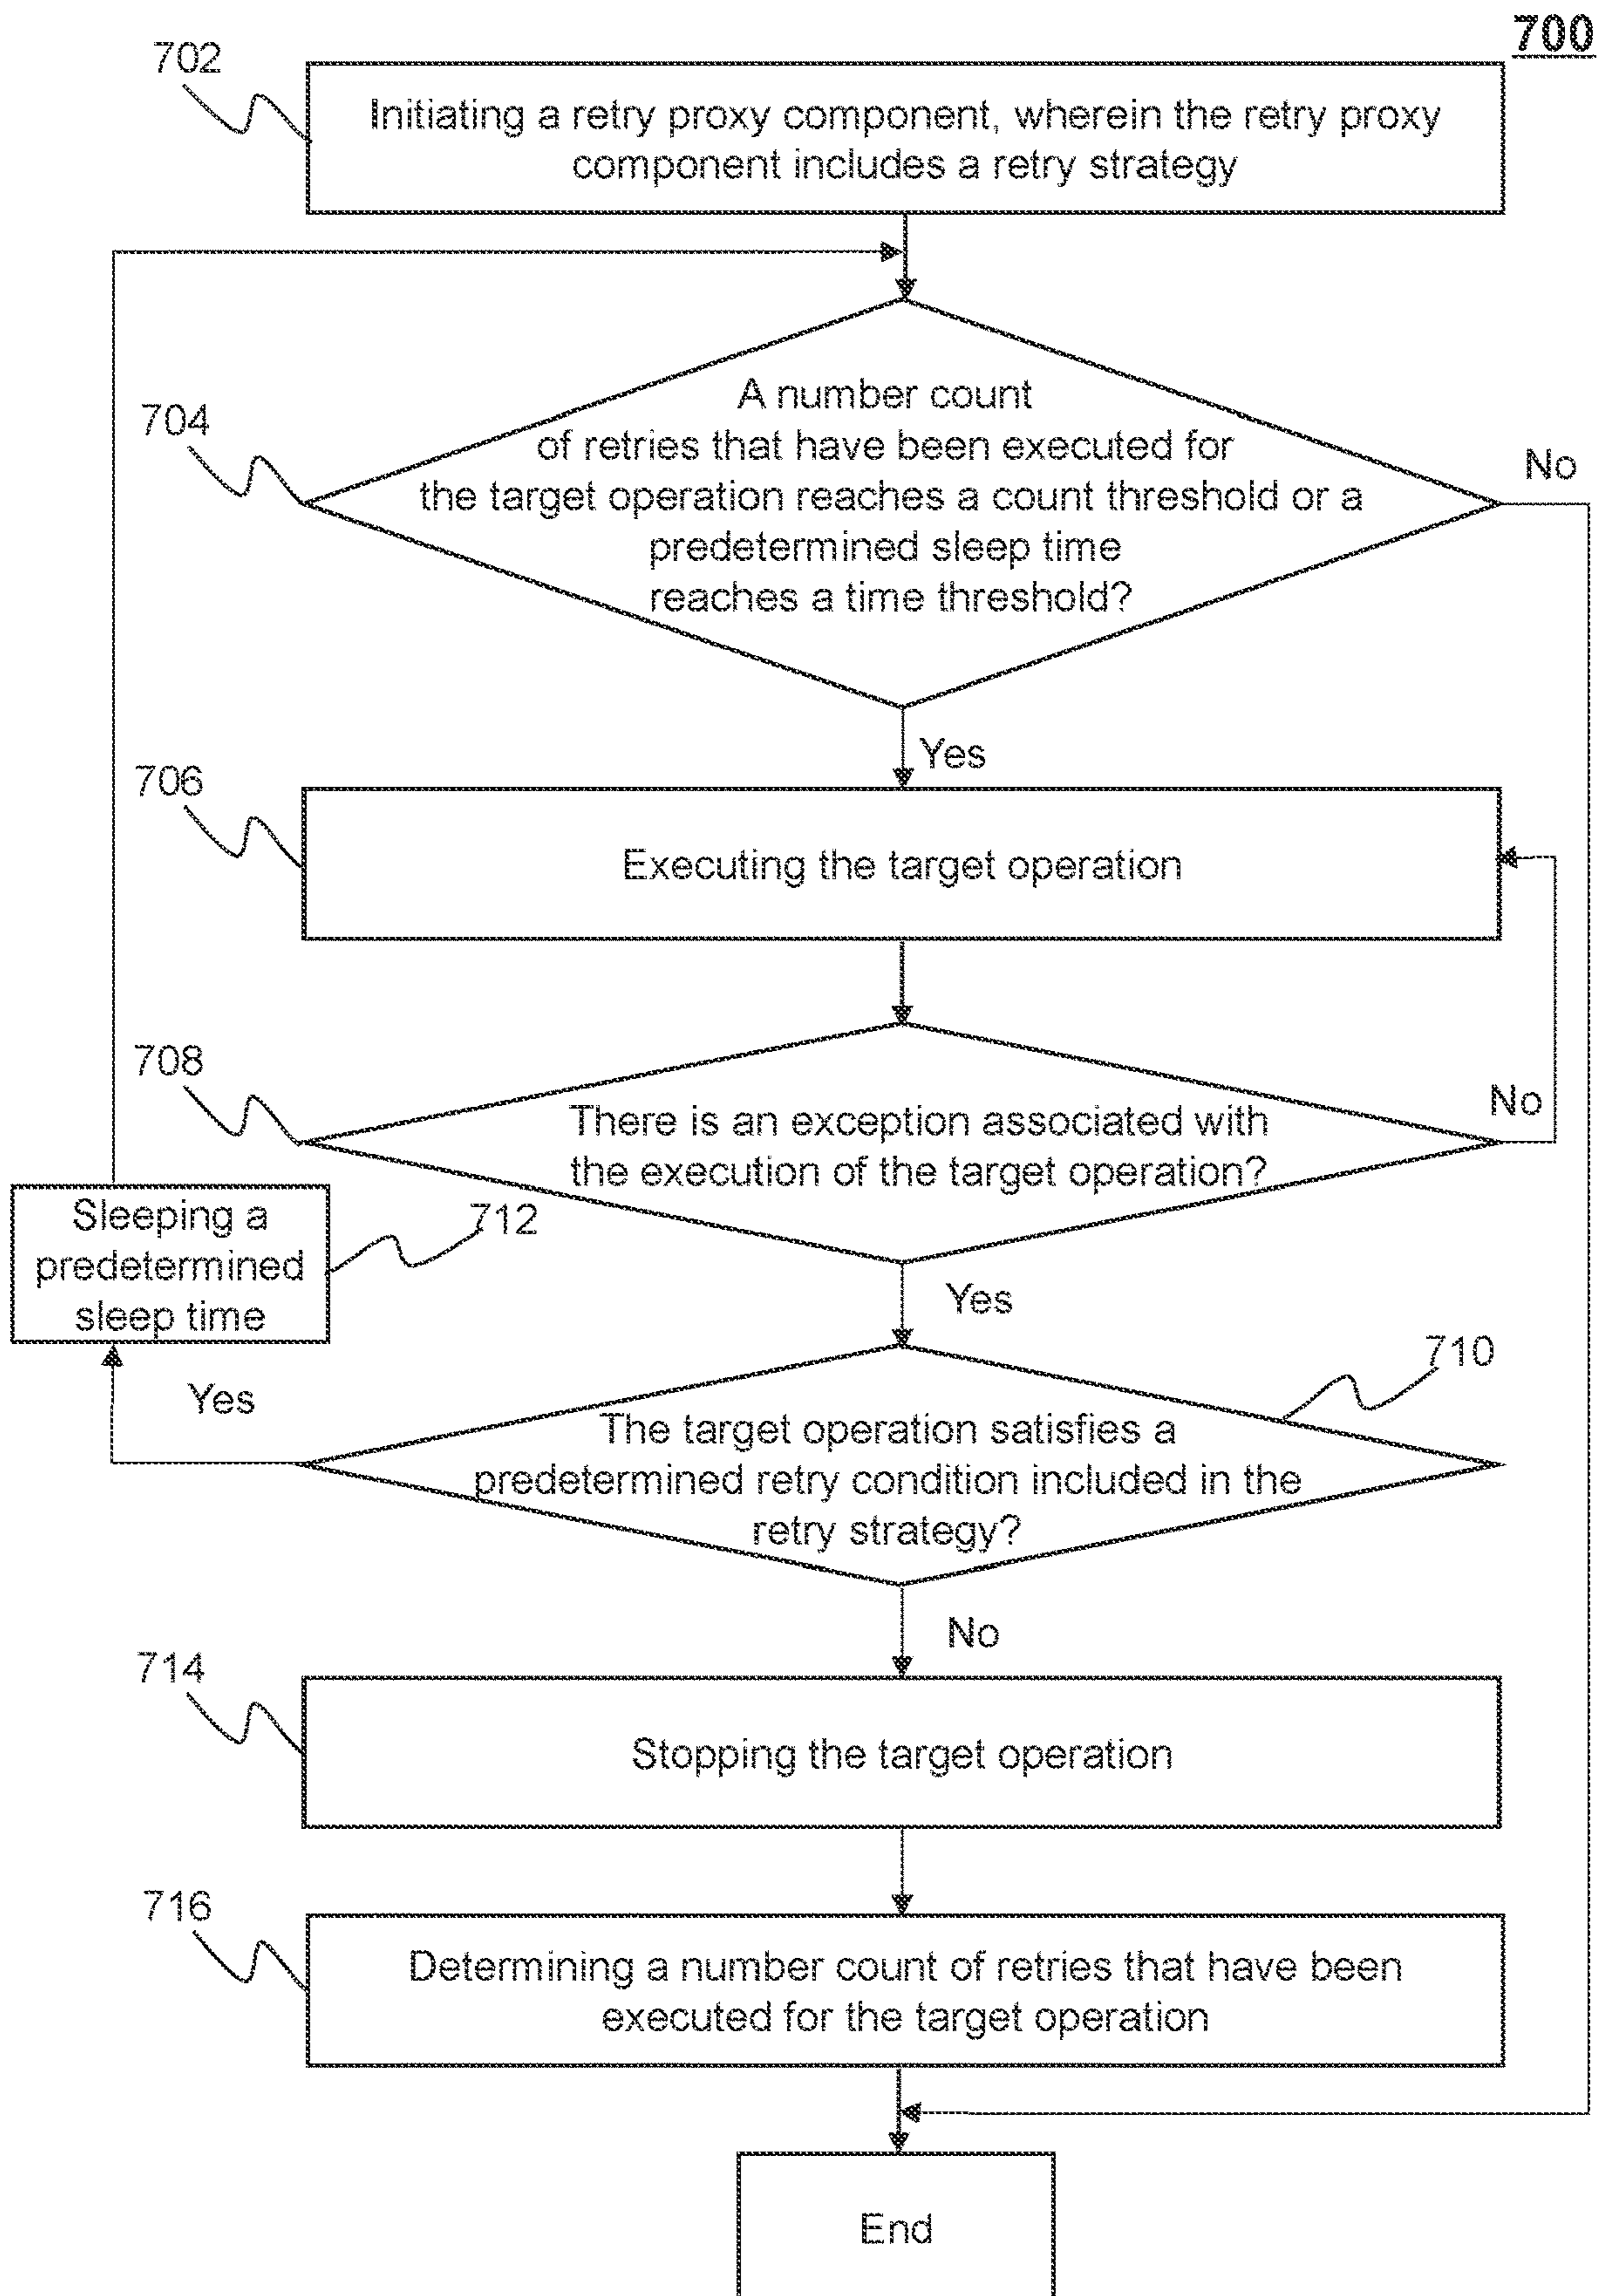 700
702
Initiating a retry proxy component, wherein the retry proxy
component includes a retry strategy
704
A number count
of retries that have been executed for
the target operation reaches a count threshold or a
predetermined sleep time
reaches a time threshold?
No
Yes
706
Executing the target operation
708
There is an exception associated with
the execution of the target operation?
No
Sleeping a
predetermined
sleep time
712
Yes
710
Yes
The target operation satisfies a
predetermined retry condition included in the
retry strategy?
No
714
Stopping the target operation
716
Determining a number count of retries that have been
executed for the target operation
End